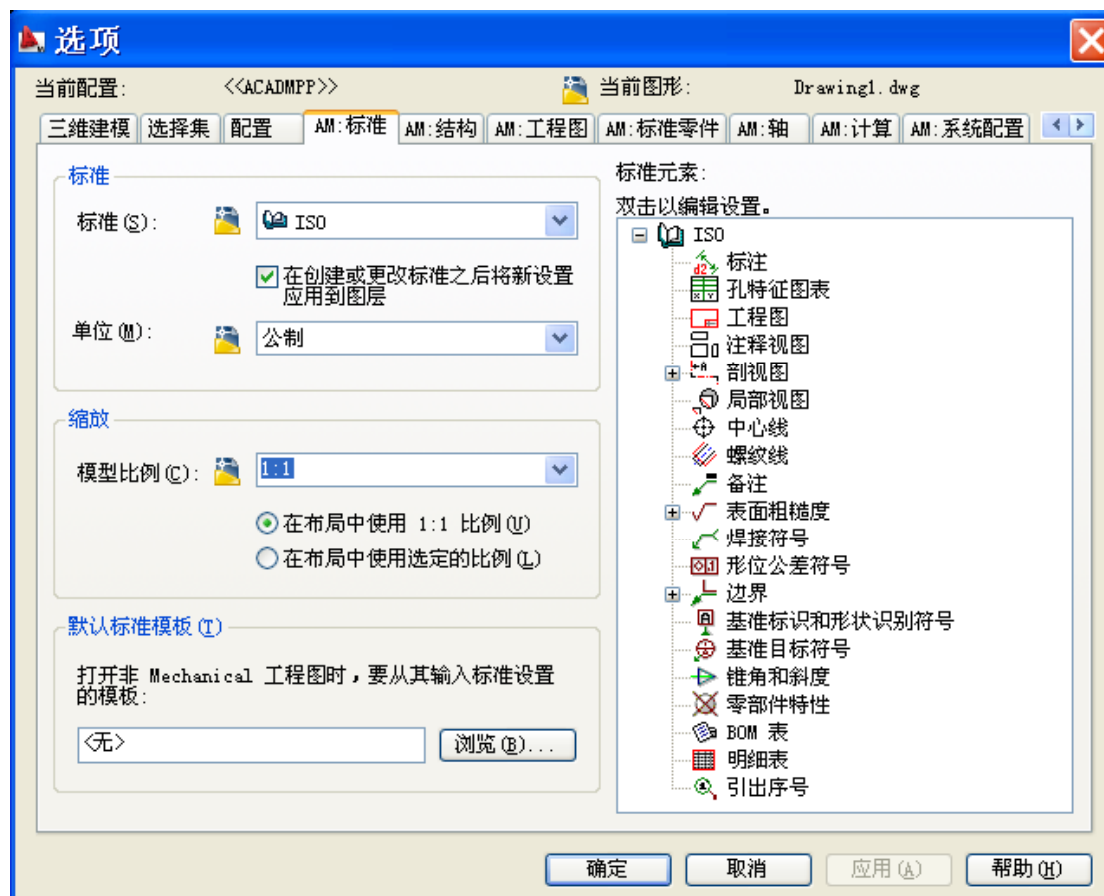 选项
当前配置: <<ACADMPP>> 当前图形: Drawing1.dwg
三维建模 选择集 配置 AM:标准 AM:结构 AM:工程图 AM:标准零件 AM:轴 AM:计算 AM:系统配置
标准
标准(S): ISO
在创建或更改标准之后将新设置
应用到图层
单位(M): 公制
缩放
模型比例(C): 1:1
在布局中使用 1:1 比例(U)
在布局中使用选定的比例(L)
默认标准模板(T)
打开非 Mechanical 工程图时,要从其输入标准设置
的模板:
<无> 浏览(B)...
标准元素:
双击以编辑设置。
ISO
标注
孔特征图表
工程图
注释视图
剖视图
局部视图
中心线
螺纹线
备注
表面粗糙度
焊接符号
形位公差符号
边界
基准标识和形状识别符号
基准目标符号
锥角和斜度
零部件特性
BOM 表
明细表
引出序号
确定 取消 应用(A) 帮助(H)